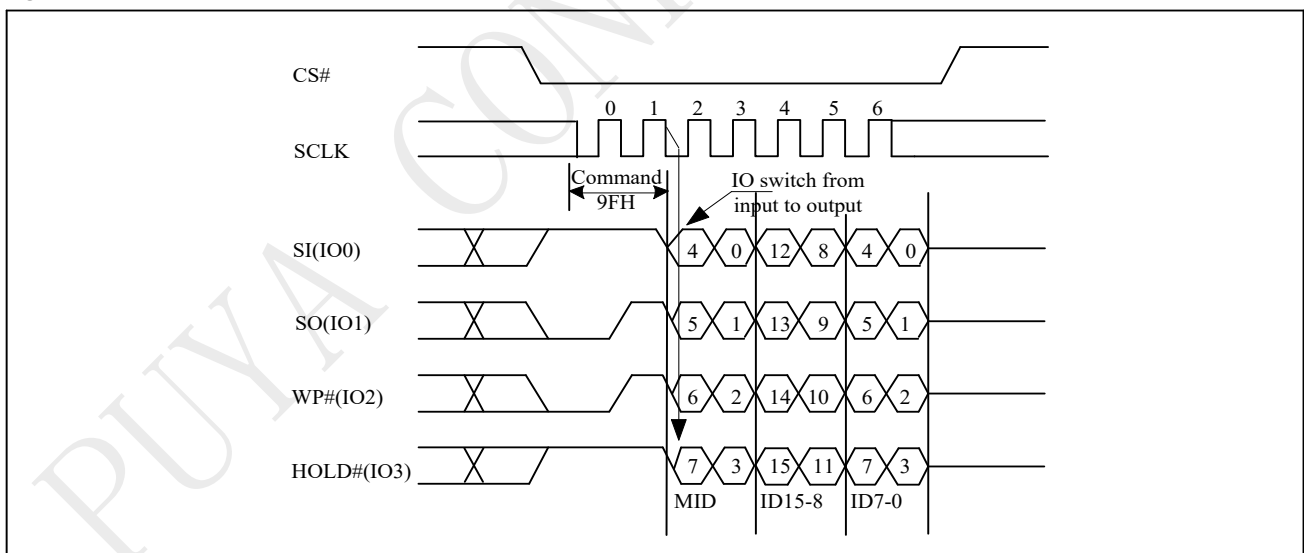 PUYA CON
CS#
0 1 2 3 4 5 6
SCLK
Command
9FH
IO switch from
input to output
SI(IO0)
4 0 12 8 4 0
SO(IO1)
5 1 13 9 5 1
WP#(IO2)
6 2 14 10 6 2
HOLD#(IO3)
7 3 15 11 7 3
MID ID15-8 ID7-0